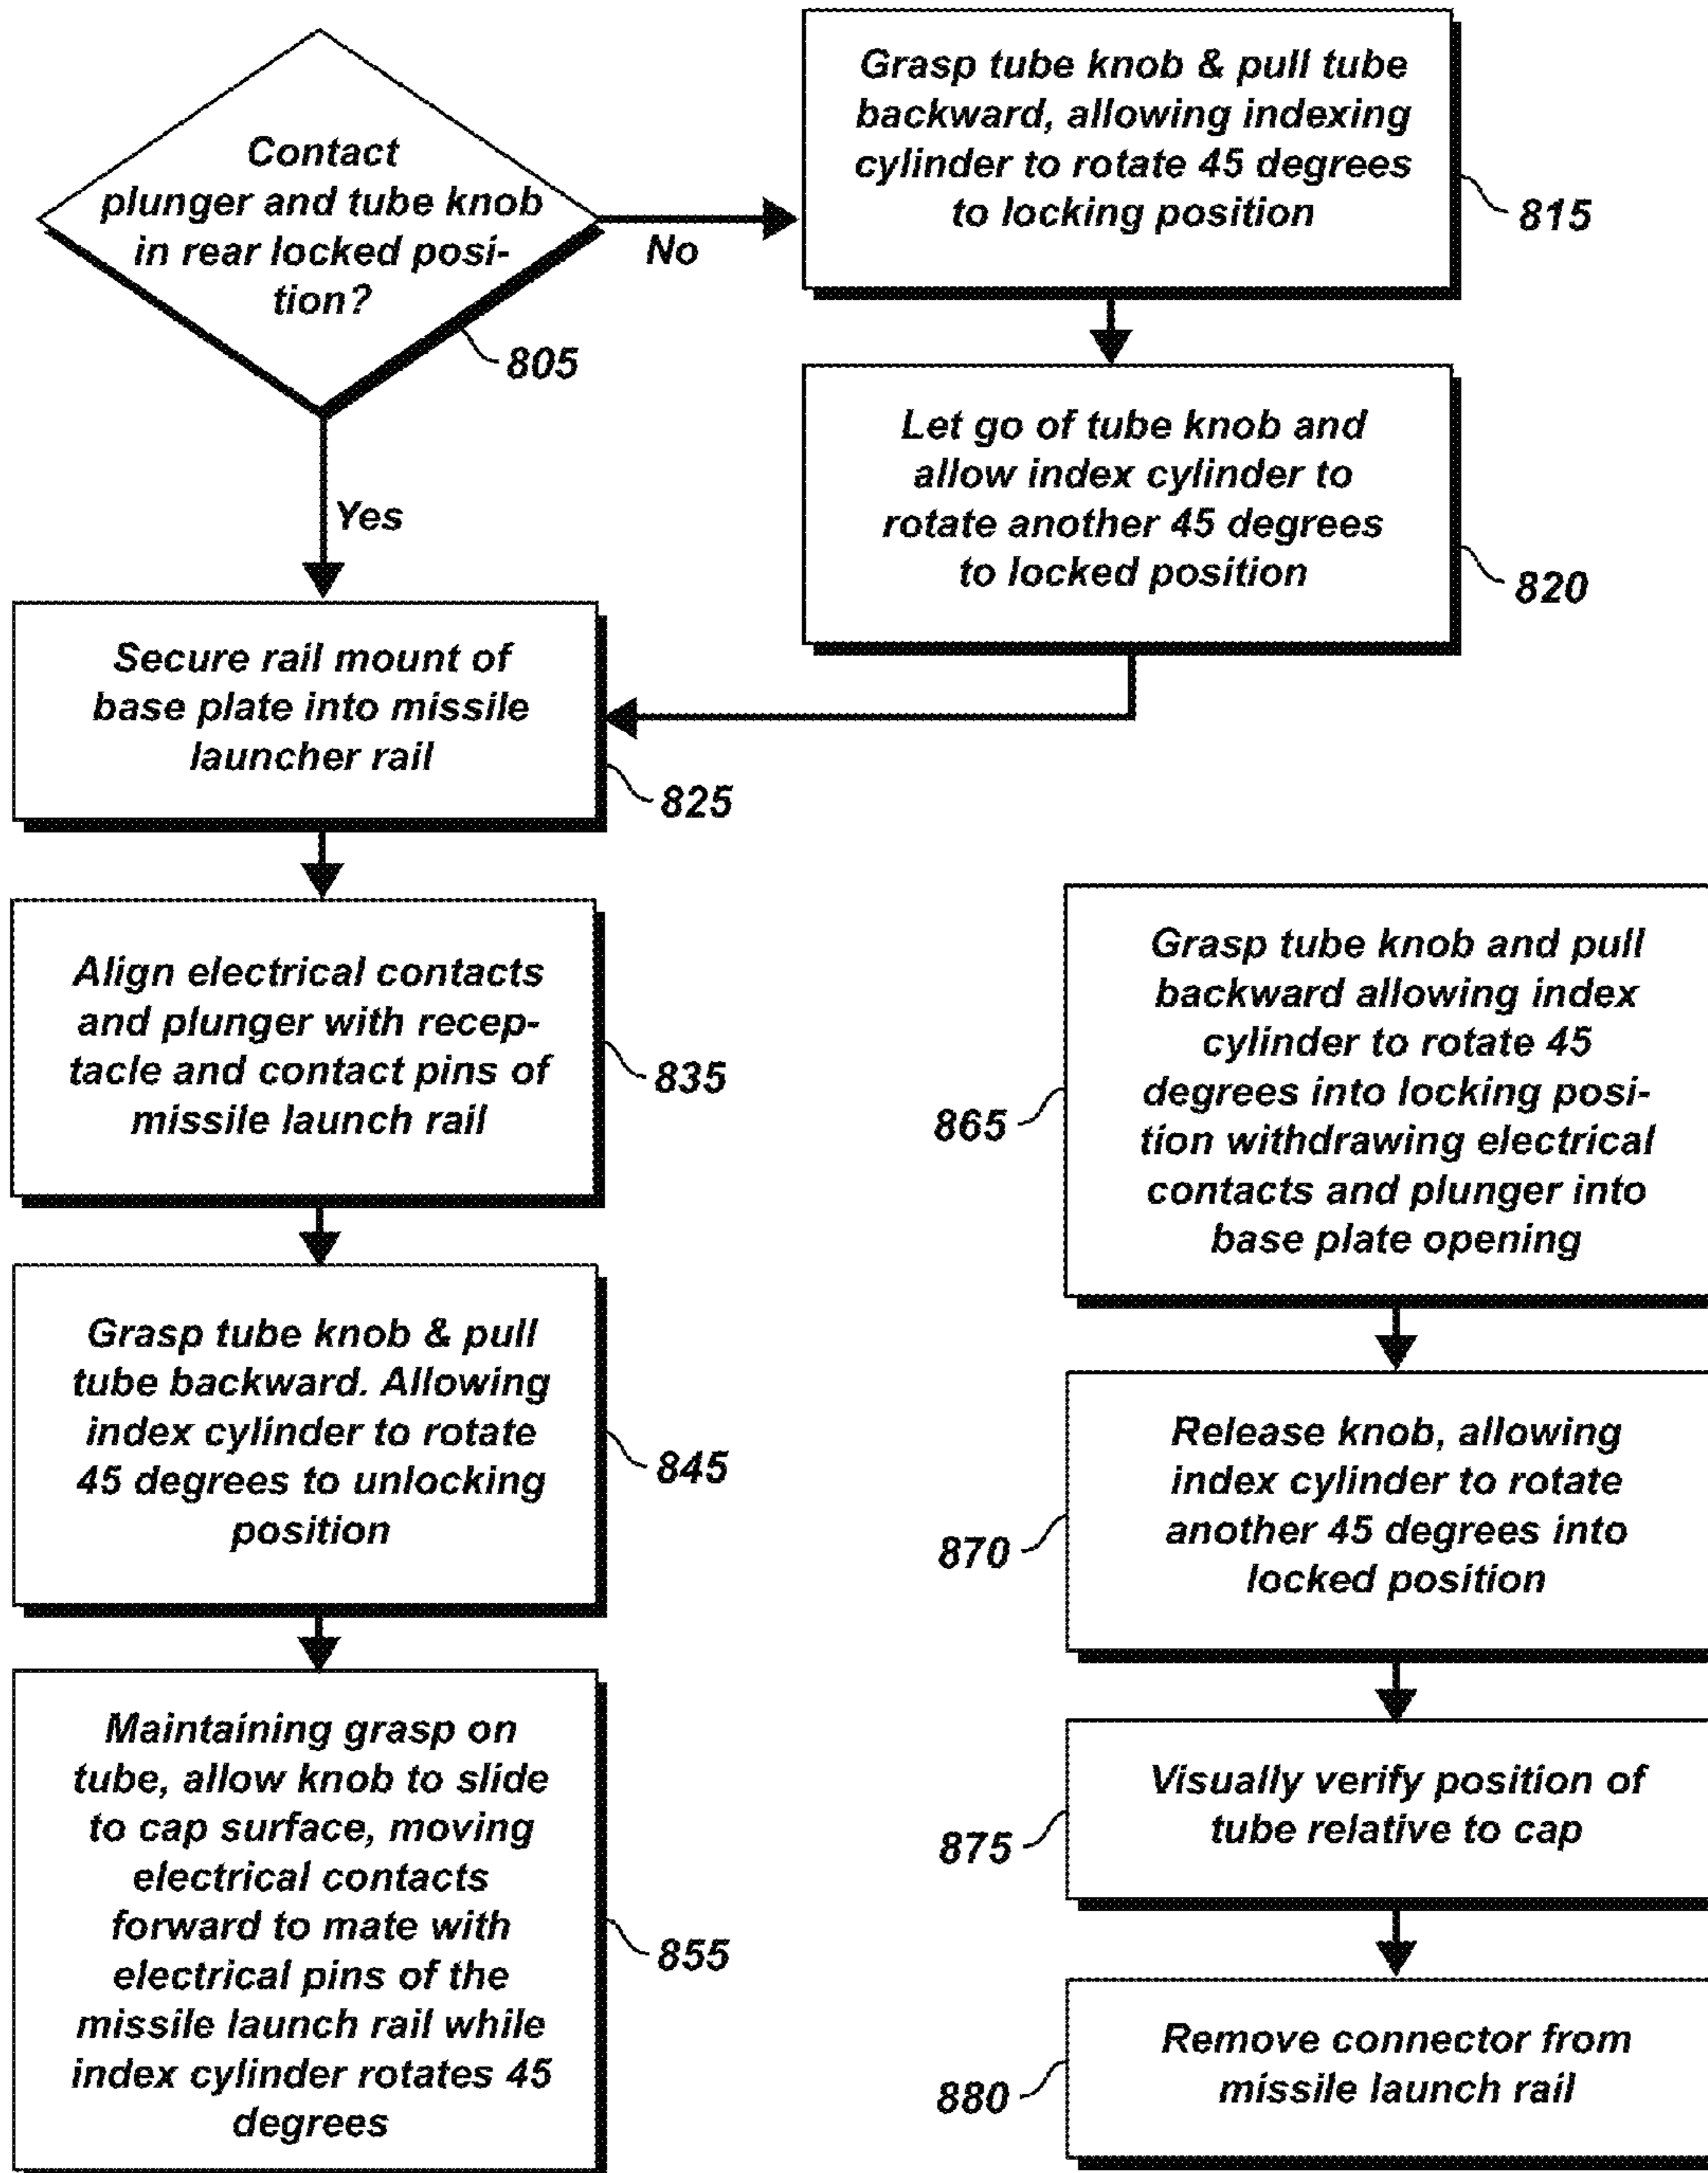 Contact
plunger and tube knob
in rear locked posi-
tion?
805
No
Yes
Grasp tube knob & pull tube
backward, allowing indexing
cylinder to rotate 45 degrees
to locking position
815
Let go of tube knob and
allow index cylinder to
rotate another 45 degrees
to locked position
820
Secure rail mount of
base plate into missile
launcher rail
825
Align electrical contacts
and plunger with recep-
tacle and contact pins of
missile launch rail
835
Grasp tube knob & pull
tube backward. Allowing
index cylinder to rotate
45 degrees to unlocking
position
845
Maintaining grasp on
tube, allow knob to slide
to cap surface, moving
electrical contacts
forward to mate with
electrical pins of the
missile launch rail while
index cylinder rotates 45
degrees
855
Grasp tube knob and pull
backward allowing index
cylinder to rotate 45
degrees into locking posi-
tion withdrawing electrical
contacts and plunger into
base plate opening
865
Release knob, allowing
index cylinder to rotate
another 45 degrees into
locked position
870
Visually verify position of
tube relative to cap
875
Remove connector from
missile launch rail
880